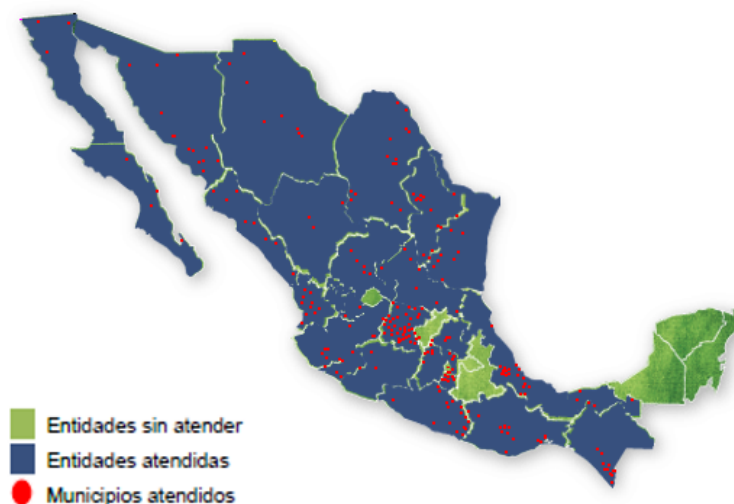 Entidades sin atender
Entidades atendidas
Municipios atendidos